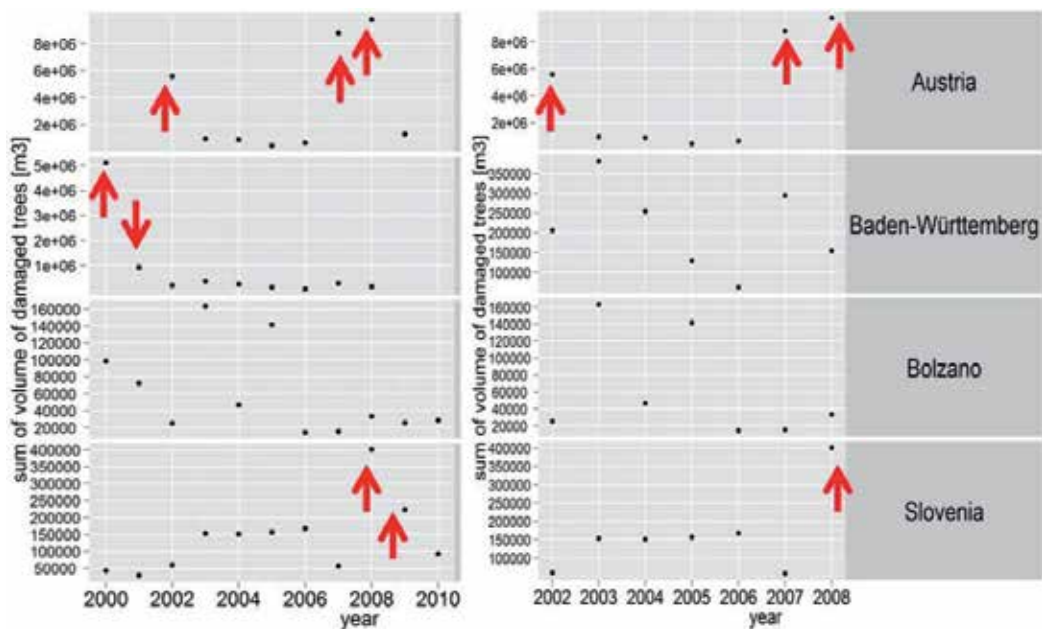 sum of volume of damaged trees [m3]
8e+06
6e+06
4e+06
2e+06
5e+06
4e+06
3e+06
2e+06
1e+06
160000
140000
120000
100000
80000
60000
40000
20000
400000
350000
300000
250000
200000
150000
100000
50000
2000 2002 2004 2006 2008 2010
year
sum of volume of damaged trees [m3]
8e+06
6e+06
4e+06
2e+06
350000
300000
250000
200000
150000
100000
160000
140000
120000
100000
80000
60000
40000
20000
400000
350000
300000
250000
200000
150000
100000
2002 2003 2004 2005 2006 2007 2008
year
Austria
Baden-Württemberg
Bolzano
Slovenia